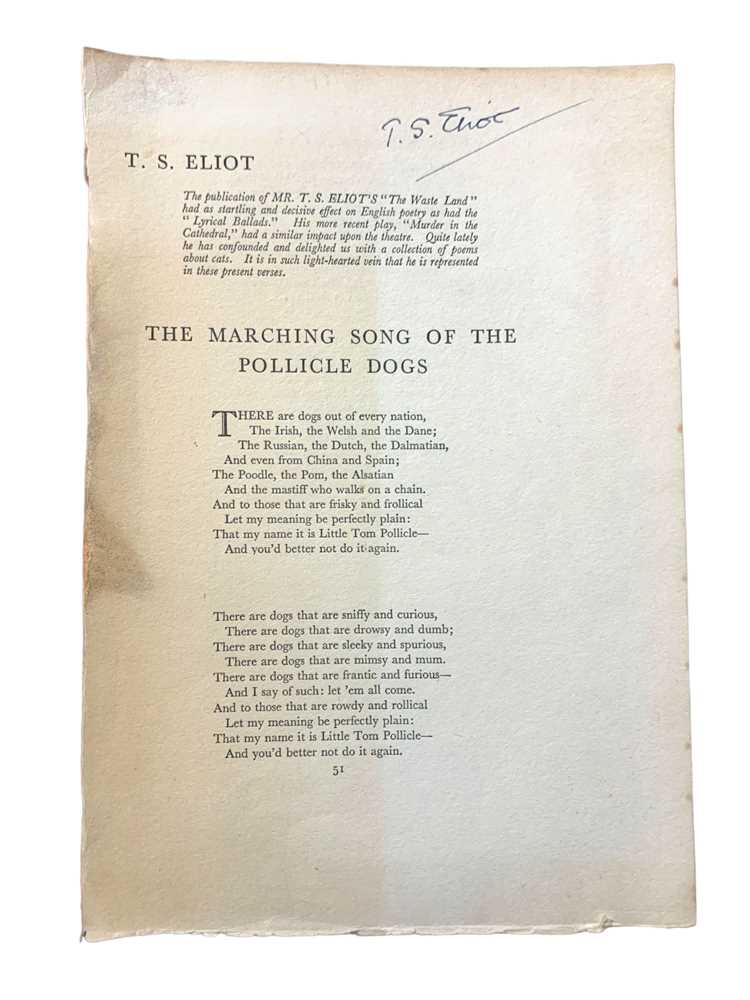 T. S. Eliot
T. S. ELIOT
The publication of MR. T. S. ELIOT'S "The Waste Land"
had as startling and decisive effect on English poetry as had the
"Lyrical Ballads." His more recent play, "Murder in the
Cathedral," had a similar impact upon the theatre. Quite lately
he has confounded and delighted us with a collection of poems
about cats. It is in such light-hearted vein that he is represented
in these present verses.
THE MARCHING SONG OF THE
POLLICLE DOGS
THERE are dogs out of every nation,
The Irish, the Welsh and the Dane;
The Russian, the Dutch, the Dalmatian,
And even from China and Spain;
The Poodle, the Pom, the Alsatian
And the mastiff who walks on a chain.
And to those that are frisky and frollical
Let my meaning be perfectly plain:
That my name it is Little Tom Pollicle—
And you'd better not do it again.
There are dogs that are sniffy and curious,
There are dogs that are drowsy and dumb;
There are dogs that are sleeky and spurious,
There are dogs that are mimsy and mum.
There are dogs that are frantic and furious—
And I say of such: let 'em all come.
And to those that are rowdy and rollical
Let my meaning be perfectly plain:
That my name it is Little Tom Pollicle—
And you'd better not do it again.
51